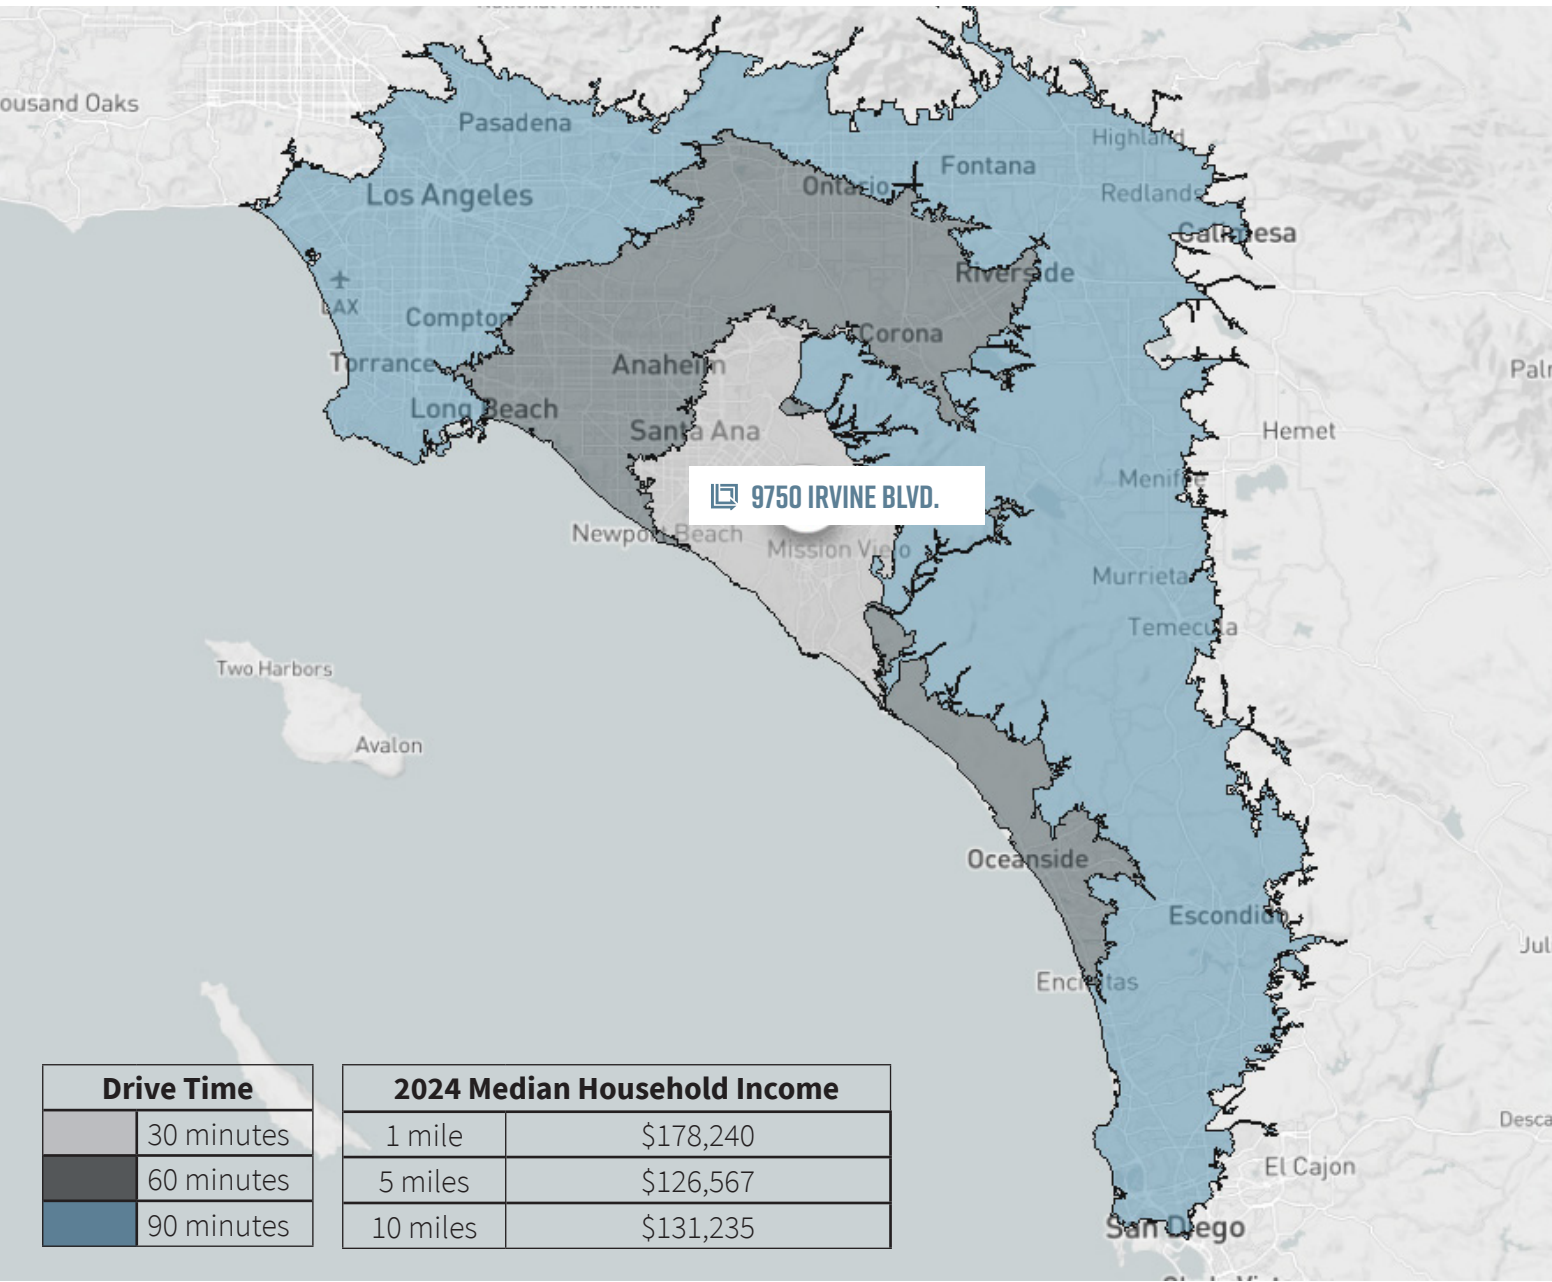 ousand Oaks
Pasadena
Highland
Fontana
Ontario
Los Angeles
Redlands
Calimesa
Riverside
LAX
Compton
Corona
Torrance
Anaheim
Long Beach
Santa Ana
Hemet
Menifee
9750 IRVINE BLVD.
Newport Beach
Mission Viejo
Murrieta
Temecula
Two Harbors
Avalon
Oceanside
Escondido
Encinitas
El Cajon
San Diego
Drive Time
30 minutes
60 minutes
90 minutes
2024 Median Household Income
1 mile $178,240
5 miles $126,567
10 miles $131,235